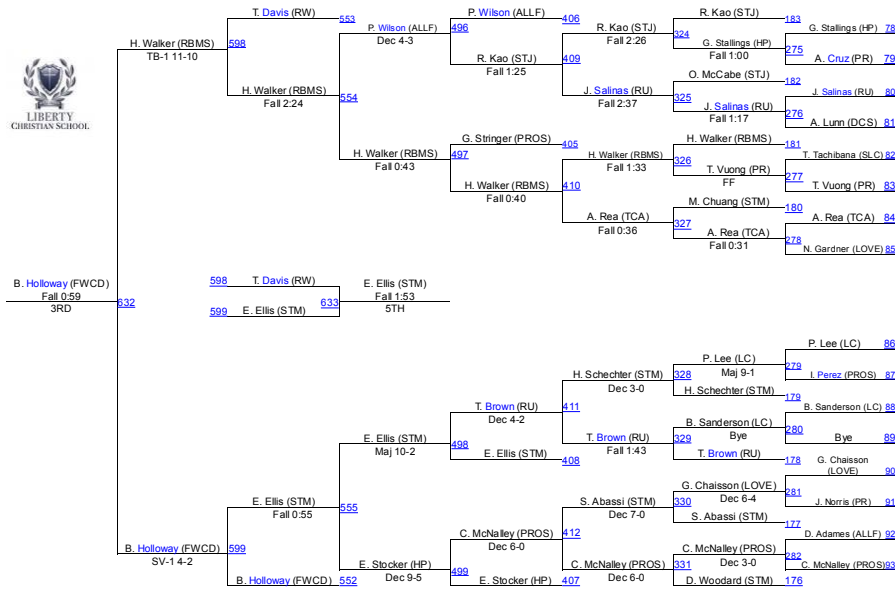 T. Davis (RW)
553
P. Wilson (ALLF)
406
R. Kao (STJ)
183
P. Wilson (ALLF)
496
R. Kao (STJ)
324
G. Stallings (HP) 78
H. Walker (RBMS)
598
Dec 4-3
Fall 2:26
G. Stallings (HP)
275
TB-1 11-10
R. Kao (STJ)
409
Fall 1:00
A. Cruz (PR) 79
Fall 1:25
O. McCabe (STJ)
182
H. Walker (RBMS)
554
J. Salinas (RU)
325
J. Salinas (RU) 80
Fall 2:24
Fall 2:37
J. Salinas (RU)
276
LIBERTY
CHRISTIAN SCHOOL
Fall 1:17
A. Lunn (DCS) 81
G. Stringer (PROS)
405
H. Walker (RBMS)
181
H. Walker (RBMS)
497
H. Walker (RBMS)
326
T. Tachibana (SLC) 82
Fall 0:43
Fall 1:33
T. Vuong (PR)
277
H. Walker (RBMS)
410
FF
T. Vuong (PR) 83
Fall 0:40
M. Chuang (STM)
180
A. Rea (TCA)
327
A. Rea (TCA) 84
Fall 0:36
A. Rea (TCA)
278
Fall 0:31
N. Gardner (LOVE) 85
B. Holloway (FWCD)
632
598
T. Davis (RW)
E. Ellis (STM)
Fall 0:59
633
Fall 1:53
3RD
599
E. Ellis (STM)
5TH
P. Lee (LC) 86
P. Lee (LC)
279
H. Schechter (STM)
328
Maj 9-1
I. Perez (PROS) 87
Dec 3-0
H. Schechter (STM)
179
T. Brown (RU)
411
B. Sanderson (LC) 88
Dec 4-2
B. Sanderson (LC)
280
E. Ellis (STM)
498
T. Brown (RU)
329
Bye
Bye 89
Maj 10-2
E. Ellis (STM)
408
Fall 1:43
T. Brown (RU)
178
G. Chaisson
(LOVE) 90
E. Ellis (STM)
555
G. Chaisson (LOVE)
281
Fall 0:55
S. Abassi (STM)
330
Dec 6-4
J. Norris (PR) 91
Dec 7-0
S. Abassi (STM)
177
C. McNalley (PROS)
412
D. Adames (ALLF) 92
B. Holloway (FWCD)
599
Dec 6-0
C. McNalley (PROS)
282
SV-1 4-2
E. Stocker (HP)
499
C. McNalley (PROS)
331
Dec 3-0
C. McNalley (PROS) 93
B. Holloway (FWCD)
552
Dec 9-5
E. Stocker (HP)
407
Dec 6-0
D. Woodard (STM)
176